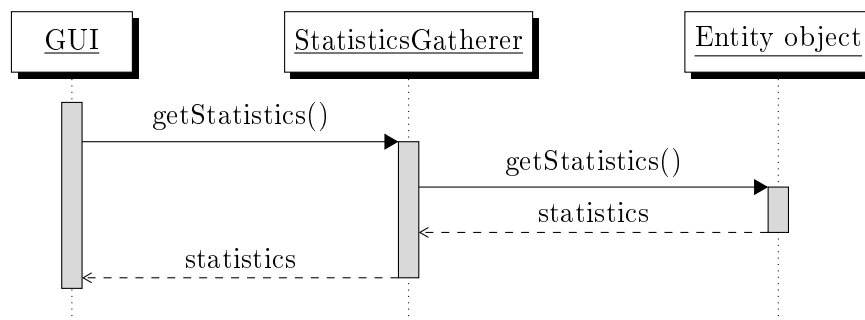 GUI
StatisticsGatherer
Entity object
getStatistics()
getStatistics()
statistics
statistics